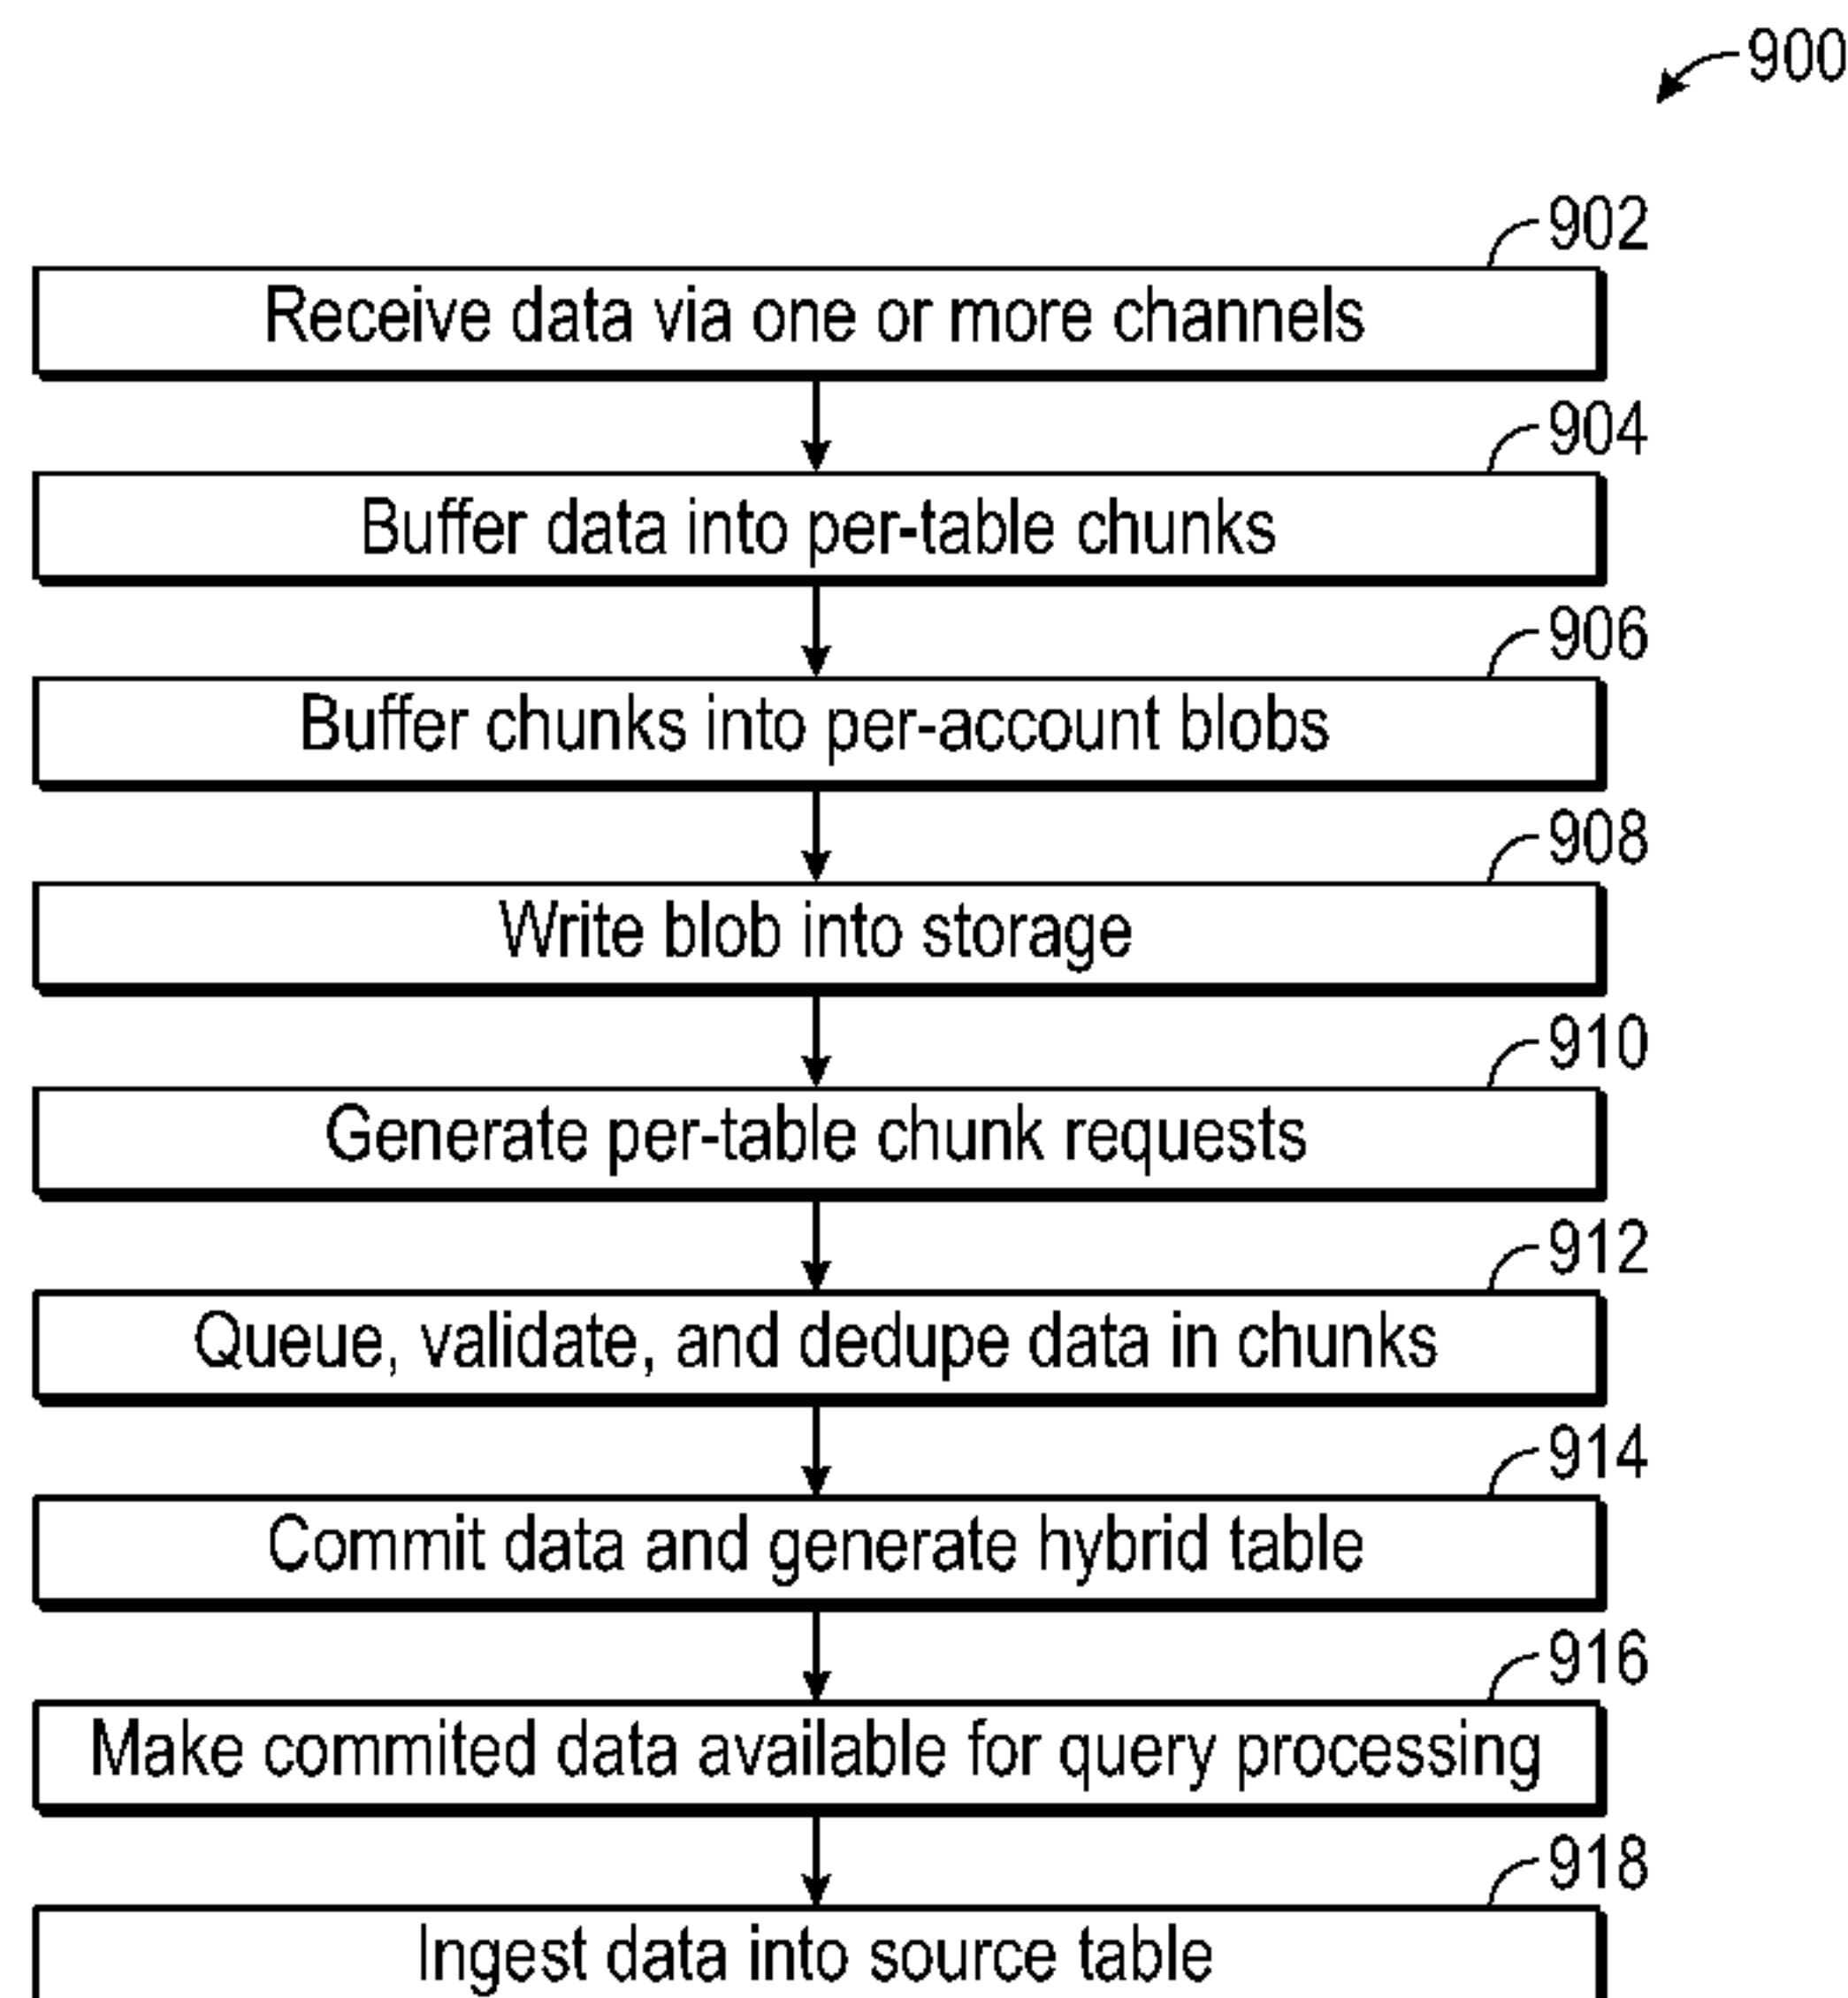 900
902
Receive data via one or more channels
904
Buffer data into per-table chunks
906
Buffer chunks into per-account blobs
908
Write blob into storage
910
Generate per-table chunk requests
912
Queue, validate, and dedupe data in chunks
914
Commit data and generate hybrid table
916
Make commited data available for query processing
918
Ingest data into source table